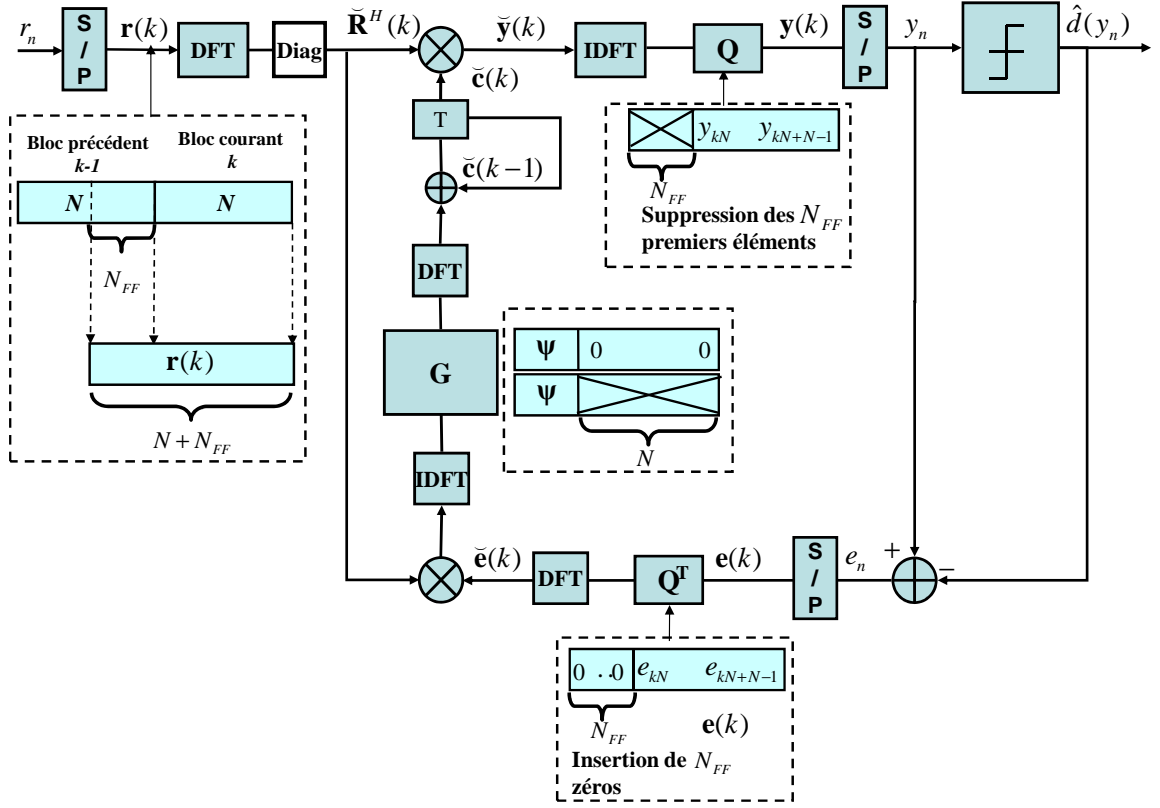 r_n
S
/
P
r(k)
DFT
Diag
R̆^H(k)
y̆(k)
IDFT
Q
y(k)
S
/
P
y_n
d̂(y_n)
c̆(k)
T
c̆(k−1)
Bloc précédent
k-1
Bloc courant
k
N
N
N_FF
r(k)
N + N_FF
y_kN
y_kN+N−1
N_FF
Suppression des N_FF
premiers éléments
DFT
G
ψ
0
0
ψ
N
IDFT
ĕ(k)
DFT
Q^T
e(k)
S
/
P
e_n
+
−
0 ..0
e_kN
e_kN+N−1
N_FF
e(k)
Insertion de N_FF
zéros